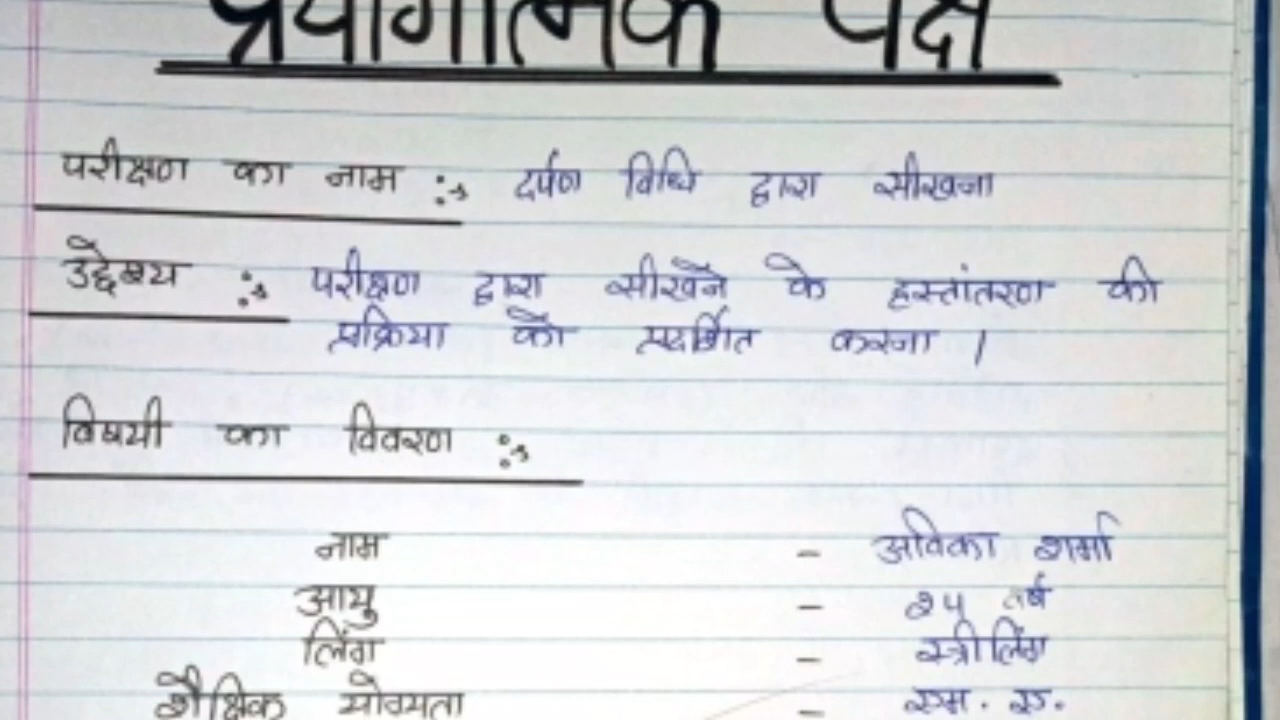 प्रयोगात्मक पक्ष
परीक्षण का नाम :→ दर्पण विधि द्वारा सीखना
उद्देश्य :→ परीक्षण द्वारा सीखने के हस्तांतरण की
प्रक्रिया को प्रदर्शित करना ।
विषयी का विवरण :→
नाम - अविका शर्मा
आयु - २५ वर्ष
लिंग - स्त्रीलिंग
शैक्षिक योग्यता - एम. ए.